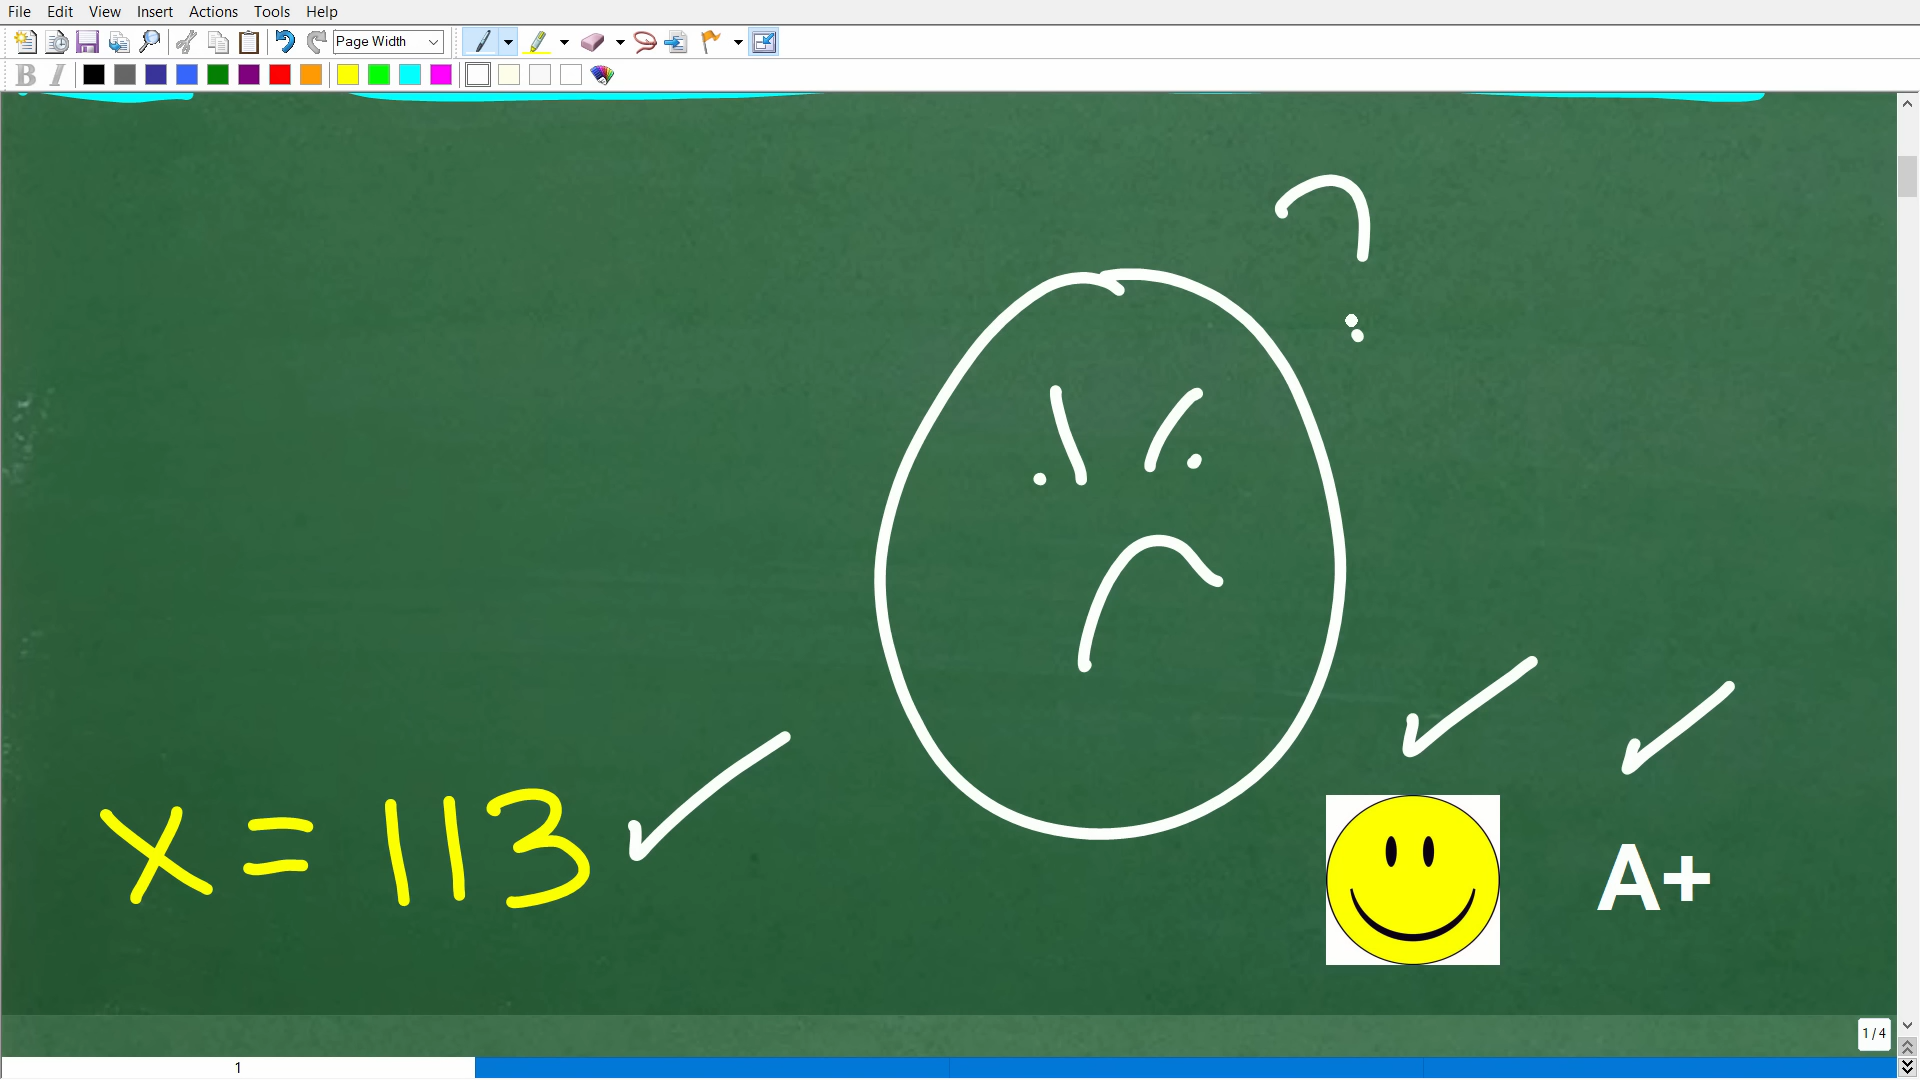 File Edit View Insert Actions Tools Help
Page Width
B I
?
x = 113
A+
1 / 4
1